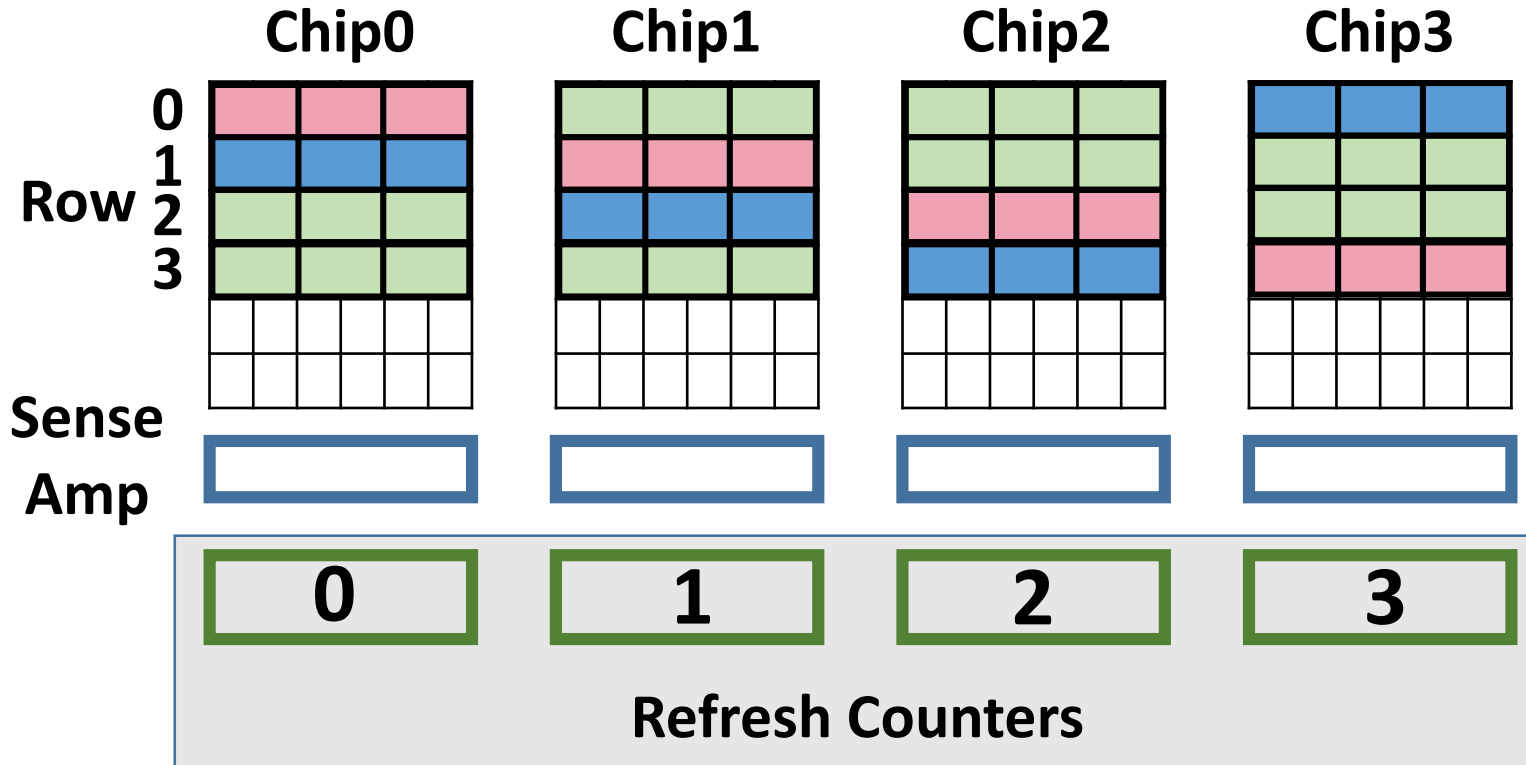 Chip0 Chip1 Chip2 Chip3
0
1
Row 2
3
Sense
Amp
0 1 2 3
Refresh Counters